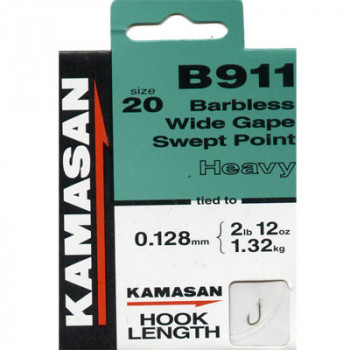 KAMASAN
B911
size
20
Barbless
Wide Gape
Swept Point
Heavy
tied to
0.128mm { 2lb 12oz
1.32kg
KAMASAN
HOOK
LENGTH